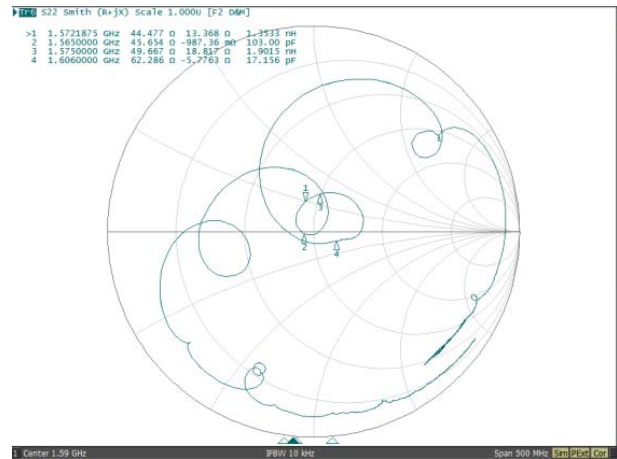 ▶Tr6 S22 Smith (R+jX) Scale 1.000U [F2 D&M]
>1 1.5721875 GHz 44.477 Ω 13.368 Ω 1.3533 nH
2 1.5650000 GHz 45.654 Ω -987.36 mΩ 103.00 pF
3 1.5750000 GHz 49.667 Ω 18.817 Ω 1.9015 nH
4 1.6060000 GHz 62.286 Ω -5.7763 Ω 17.156 pF
1
3
2
4
1 Center 1.59 GHz IFBW 10 kHz Span 500 MHz Sim PExt Cor